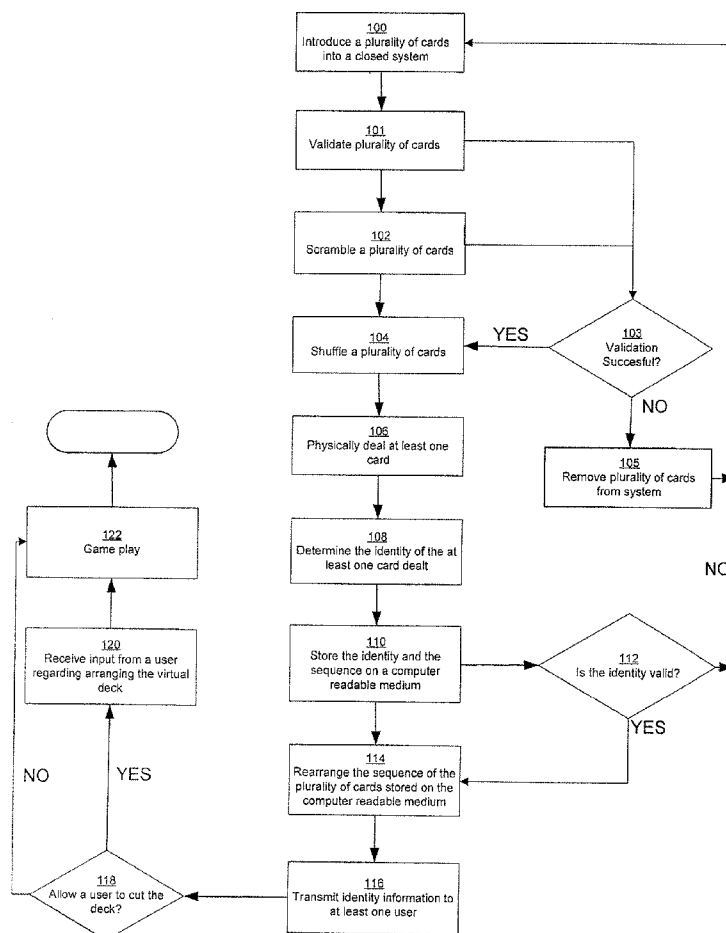 100
Introduce a plurality of cards
into a closed system
101
Validate plurality of cards
102
Scramble a plurality of cards
103
Validation
Succesful?
YES
104
Shuffle a plurality of cards
NO
106
Physically deal at least one
card
105
Remove plurality of cards
from system
122
Game play
108
Determine the identity of the at
least one card dealt
NO
120
Receive input from a user
regarding arranging the virtual
deck
110
Store the identity and the
sequence on a computer
readable medium
112
Is the identity valid?
YES
114
Rearrange the sequence of the
plurality of cards stored on the
computer readable medium
NO
YES
118
Allow a user to cut the
deck?
116
Transmit identity information to
at least one user